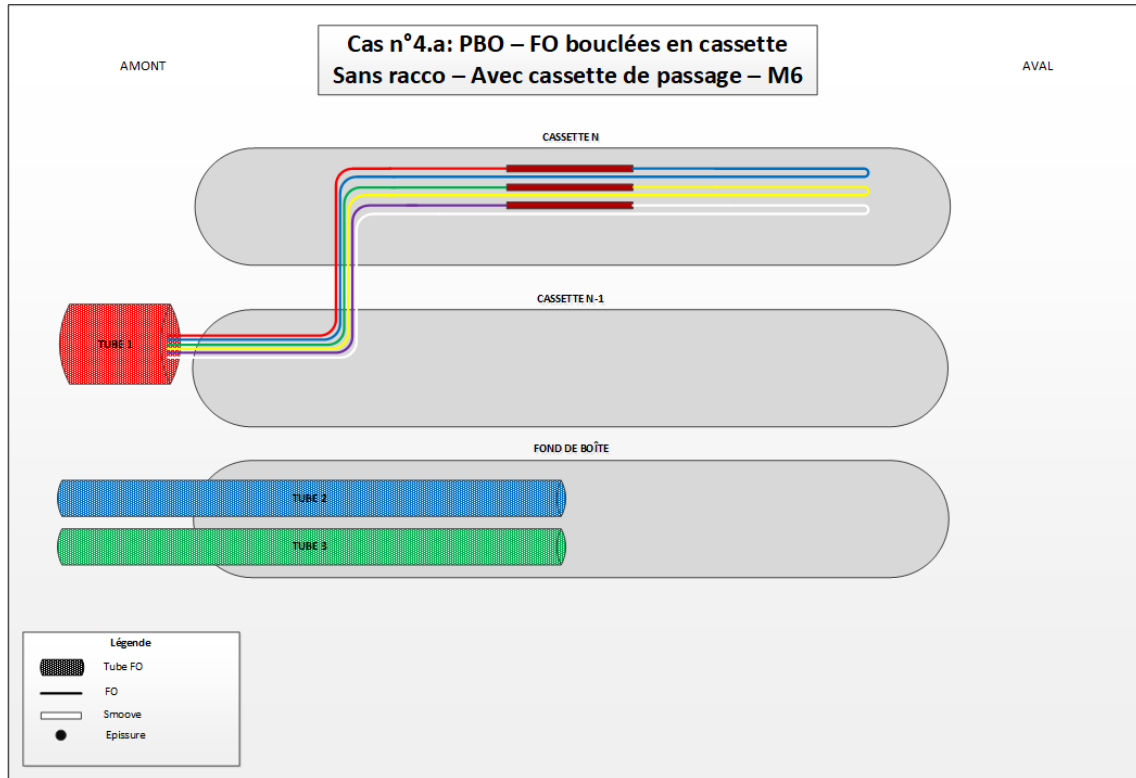 Cas n°4.a: PBO – FO bouclées en cassette
Sans racco – Avec cassette de passage – M6
AMONT
AVAL
CASSETTE N
CASSETTE N-1
TUBE 1
FOND DE BOÎTE
TUBE 2
TUBE 3
Légende
Tube FO
FO
Smoove
Epissure